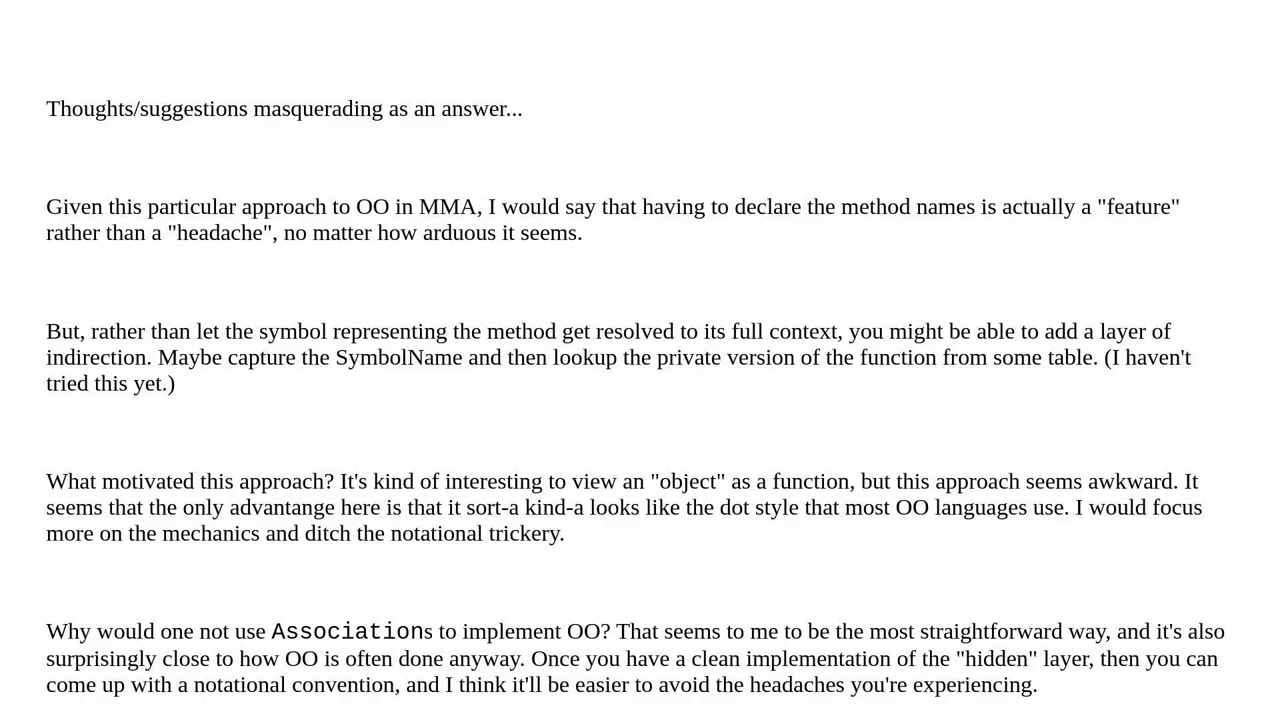 Thoughts/suggestions masquerading as an answer...
Given this particular approach to OO in MMA, I would say that having to declare the method names is actually a "feature"
rather than a "headache", no matter how arduous it seems.
But, rather than let the symbol representing the method get resolved to its full context, you might be able to add a layer of
indirection. Maybe capture the SymbolName and then lookup the private version of the function from some table. (I haven't
tried this yet.)
What motivated this approach? It's kind of interesting to view an "object" as a function, but this approach seems awkward. It
seems that the only advantange here is that it sort-a kind-a looks like the dot style that most OO languages use. I would focus
more on the mechanics and ditch the notational trickery.
Why would one not use Associations to implement OO? That seems to me to be the most straightforward way, and it's also
surprisingly close to how OO is often done anyway. Once you have a clean implementation of the "hidden" layer, then you can
come up with a notational convention, and I think it'll be easier to avoid the headaches you're experiencing.